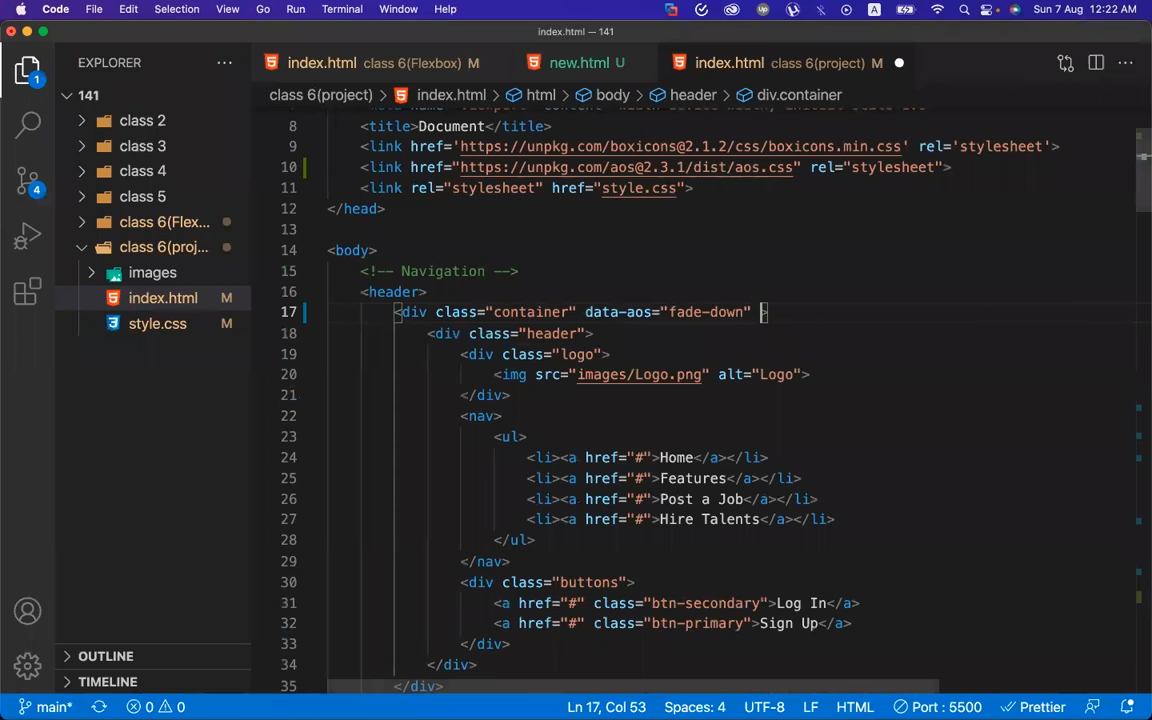 Code File Edit Selection View Go Run Terminal Window Help A Sun 7 Aug 12:22 AM
index.html — 141
EXPLORER
index.html class 6(Flexbox) M
new.html U
index.html class 6(project) M
class 6(project) > index.html > html > body > header > div.container
1
4
141
class 2
class 3
class 4
class 5
class 6(Flex...
class 6(proj...
images
index.html M
style.css M
OUTLINE
TIMELINE
8 <title>Document</title>
9 <link href='https://unpkg.com/boxicons@2.1.2/css/boxicons.min.css' rel='stylesheet'>
10 <link href="https://unpkg.com/aos@2.3.1/dist/aos.css" rel="stylesheet">
11 <link rel="stylesheet" href="style.css">
12 </head>
13
14 <body>
15 <!-- Navigation -->
16 <header>
17 <div class="container" data-aos="fade-down" >
18 <div class="header">
19 <div class="logo">
20 <img src="images/Logo.png" alt="Logo">
21 </div>
22 <nav>
23 <ul>
24 <li><a href="#">Home</a></li>
25 <li><a href="#">Features</a></li>
26 <li><a href="#">Post a Job</a></li>
27 <li><a href="#">Hire Talents</a></li>
28 </ul>
29 </nav>
30 <div class="buttons">
31 <a href="#" class="btn-secondary">Log In</a>
32 <a href="#" class="btn-primary">Sign Up</a>
33 </div>
34 </div>
35 </div>
main* 0 0 Ln 17, Col 53 Spaces: 4 UTF-8 LF HTML Port : 5500 Prettier